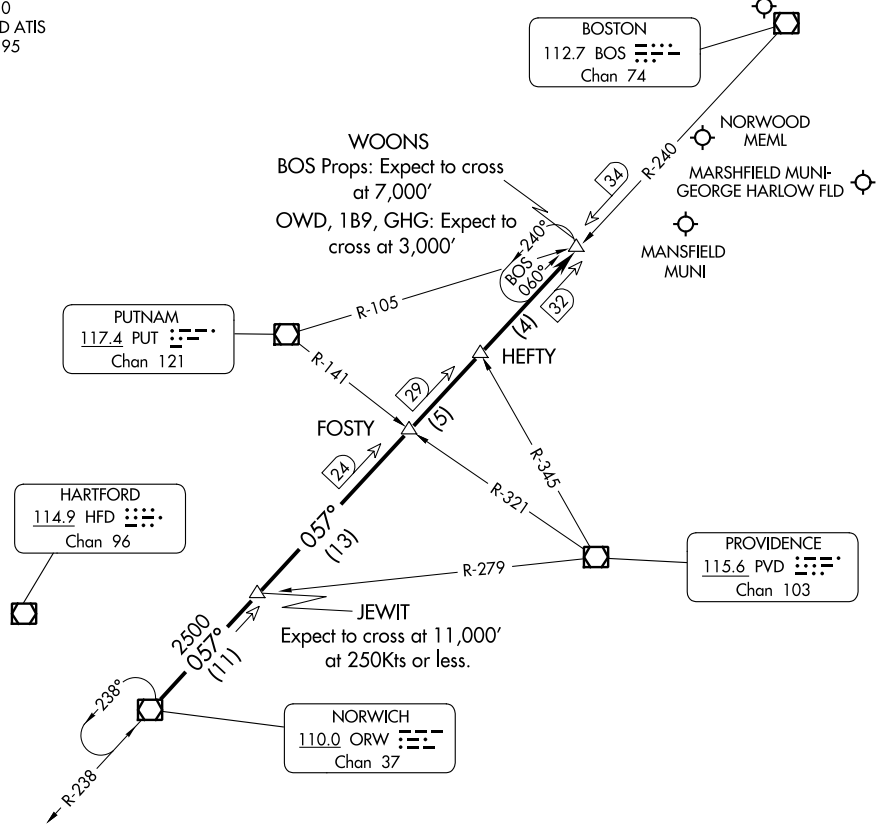 0
D ATIS
95
BOSTON
112.7 BOS
Chan 74
NORWOOD
MEML
R-240
MARSHFIELD MUNI-
GEORGE HARLOW FLD
MANSFIELD
MUNI
34
WOONS
BOS Props: Expect to cross
at 7,000'
OWD, 1B9, GHG: Expect to
cross at 3,000'
240°
BOS
060°
32
(4)
R-105
PUTNAM
117.4 PUT
Chan 121
R-141
HEFTY
29
(5)
FOSTY
24
R-345
R-321
HARTFORD
114.9 HFD
Chan 96
057°
(13)
R-279
PROVIDENCE
115.6 PVD
Chan 103
JEWIT
Expect to cross at 11,000'
at 250Kts or less.
2500
057°
(11)
238°
R-238
NORWICH
110.0 ORW
Chan 37